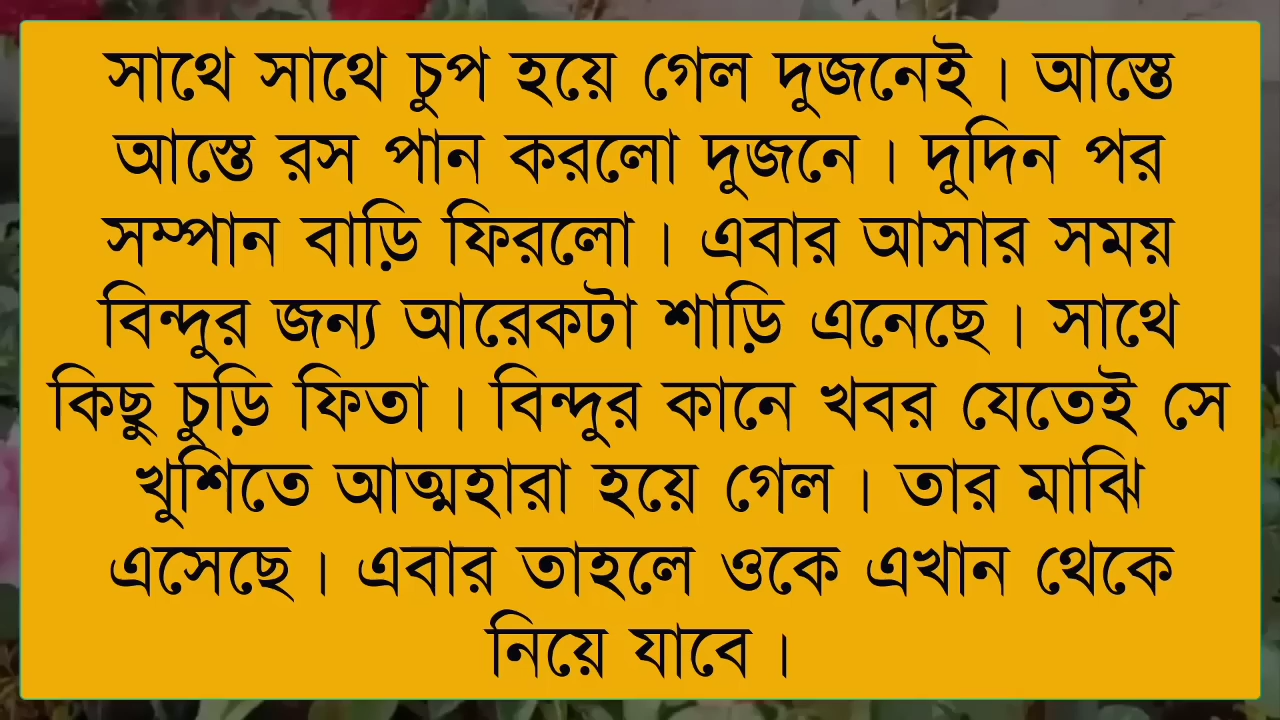 সাথে সাথে চুপ হয়ে গেল দুজনেই। আস্তে
আস্তে রস পান করলো দুজনে। দুদিন পর
সম্পান বাড়ি ফিরলো। এবার আসার সময়
বিন্দুর জন্য আরেকটা শাড়ি এনেছে। সাথে
কিছু চুড়ি ফিতা। বিন্দুর কানে খবর যেতেই সে
খুশিতে আত্মহারা হয়ে গেল। তার মাঝি
এসেছে। এবার তাহলে ওকে এখান থেকে
নিয়ে যাবে।